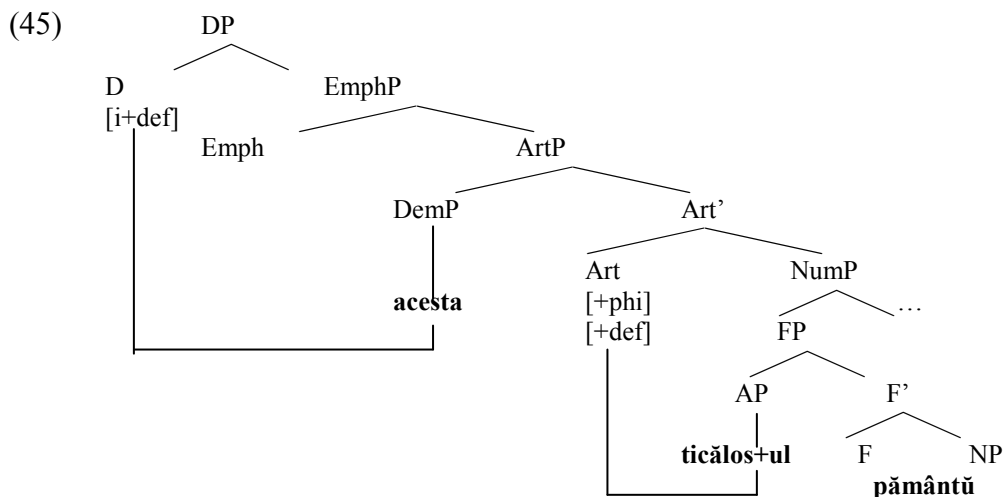 (45)
DP
D EmphP
[i+def]
Emph ArtP
DemP Art’
Art NumP
acesta [+phi] …
[+def] FP
AP F’
ticălos+ul F NP
pământŭ